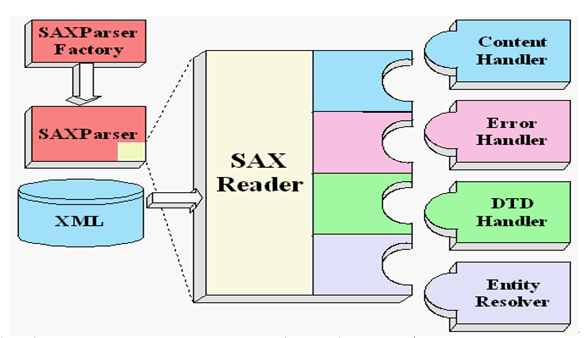 SAXParser
Factory
SAXParser
XML
SAX
Reader
Content
Handler
Error
Handler
DTD
Handler
Entity
Resolver